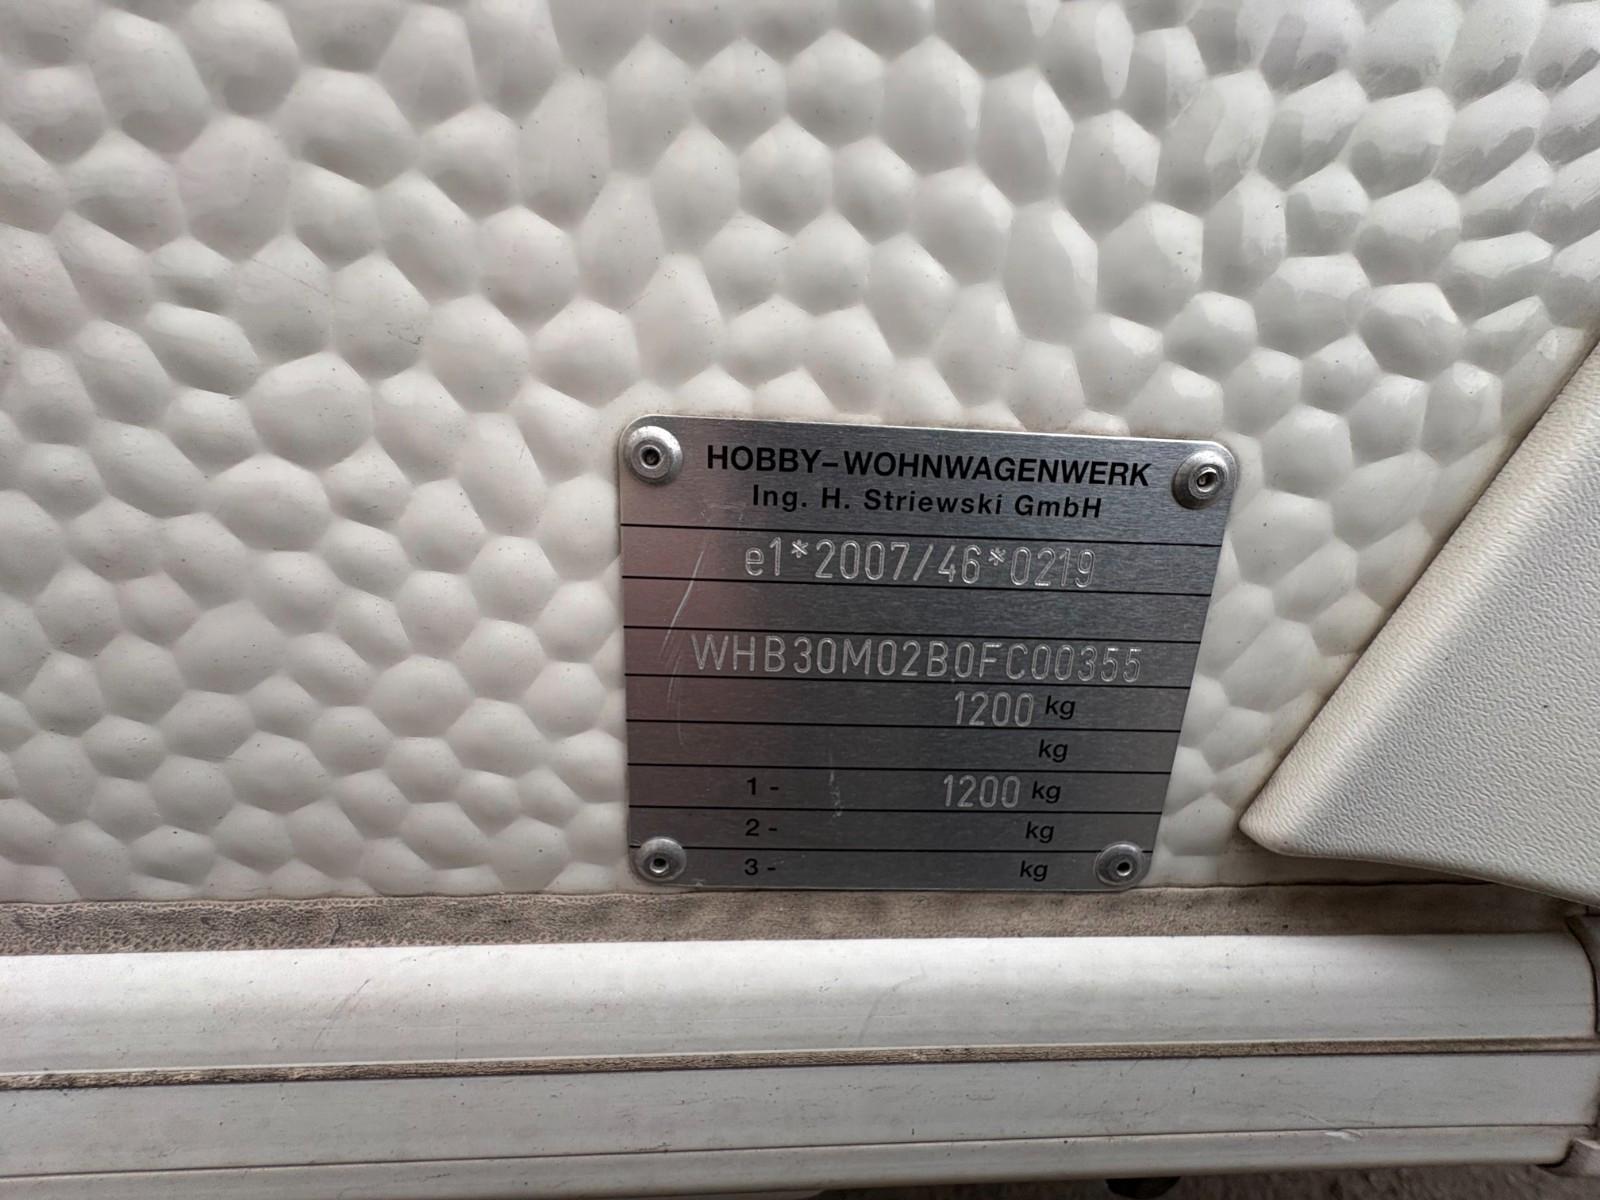 HOBBY-WOHNWAGENWERK
Ing. H. Striewski GmbH
e1*2007/46*0219
WHB30M02B0FC00355
1200 kg
kg
1 - 1200 kg
2 - kg
3 - kg